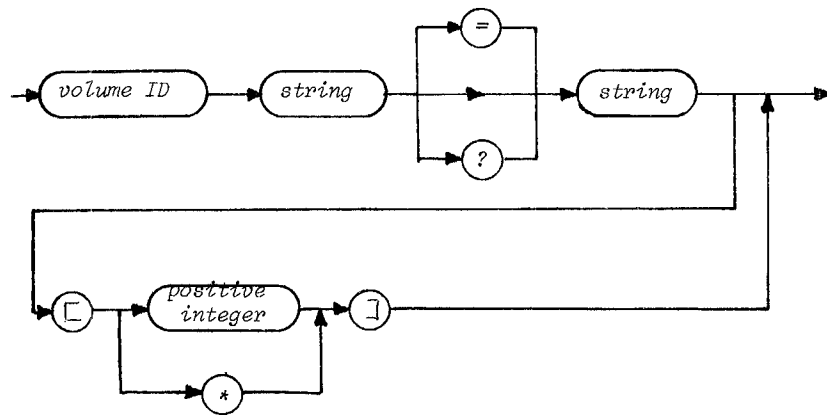 =
volume ID
string
string
?
[
positive
integer
]
*